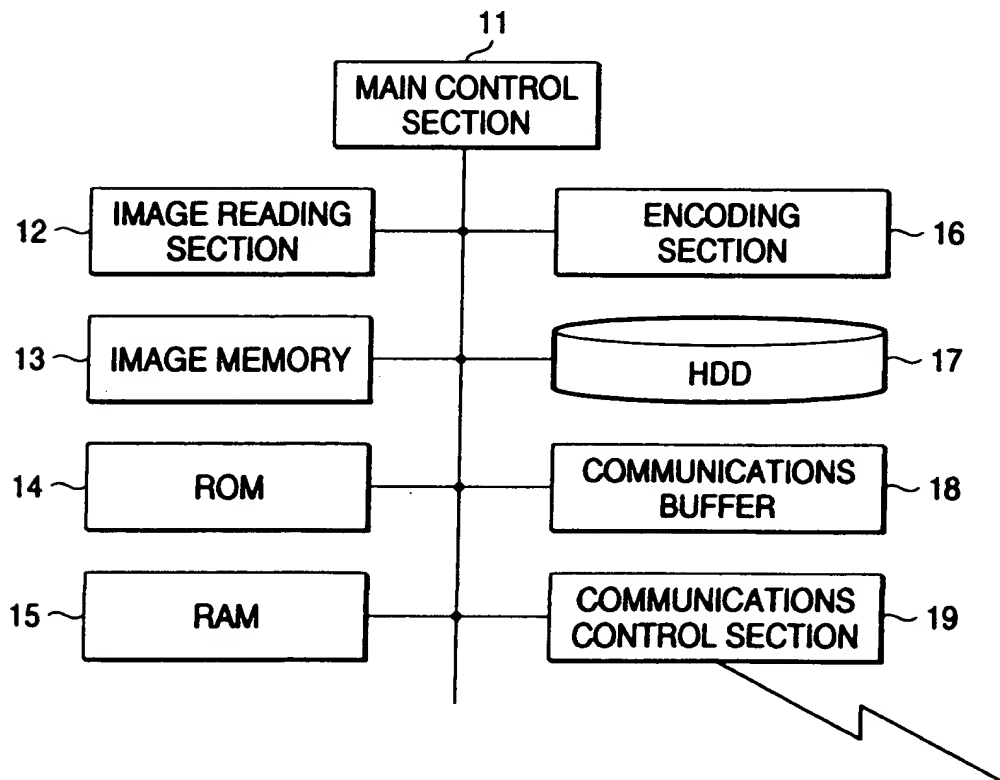 11
MAIN CONTROL
SECTION
12
IMAGE READING
SECTION
ENCODING
SECTION
16
13
IMAGE MEMORY
HDD
17
14
ROM
COMMUNICATIONS
BUFFER
18
15
RAM
COMMUNICATIONS
CONTROL SECTION
19